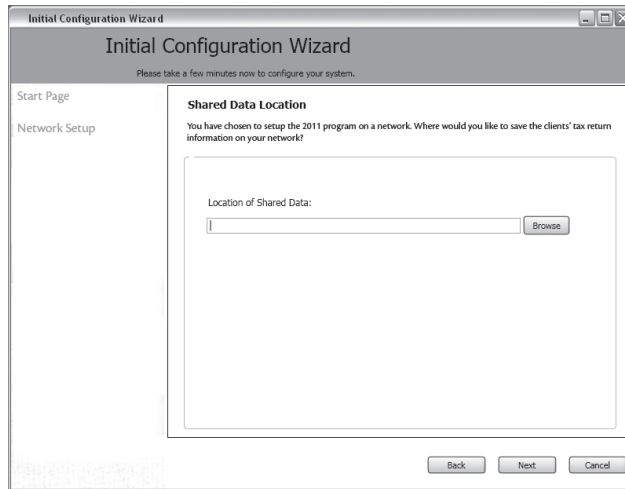 Initial Configuration Wizard
Initial Configuration Wizard
Please take a few minutes now to configure your system.
Start Page
Network Setup
Shared Data Location
You have chosen to setup the 2011 program on a network. Where would you like to save the clients' tax return
information on your network?
Location of Shared Data:
Browse
Back
Next
Cancel